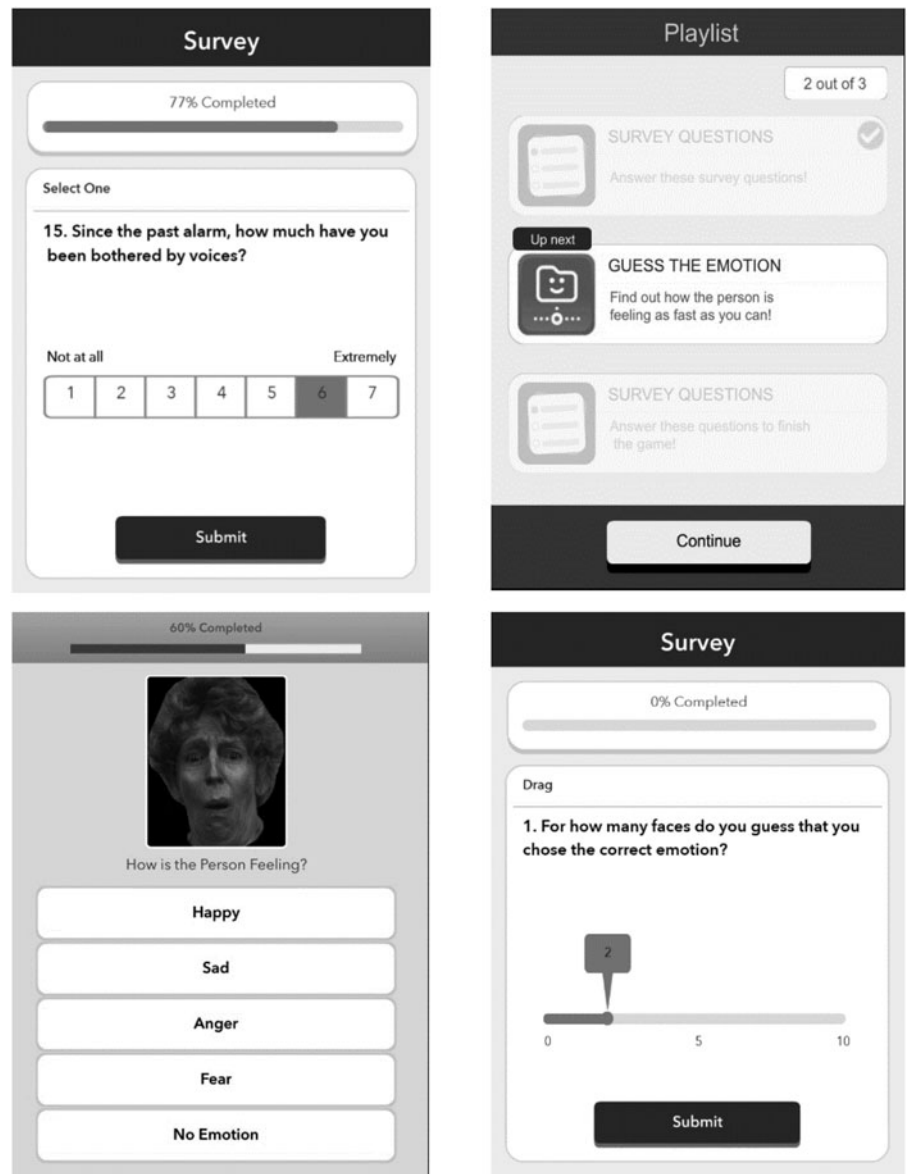 Survey
77% Completed
Select One
15. Since the past alarm, how much have you
been bothered by voices?
Not at all
Extremely
1 2 3 4 5 6 7
Submit
Playlist
2 out of 3
SURVEY QUESTIONS
Answer these survey questions!
Up next
GUESS THE EMOTION
Find out how the person is
feeling as fast as you can!
SURVEY QUESTIONS
Answer these questions to finish
the game!
Continue
60% Completed
How is the Person Feeling?
Happy
Sad
Anger
Fear
No Emotion
Survey
0% Completed
Drag
1. For how many faces do you guess that you
chose the correct emotion?
2
0 5 10
Submit